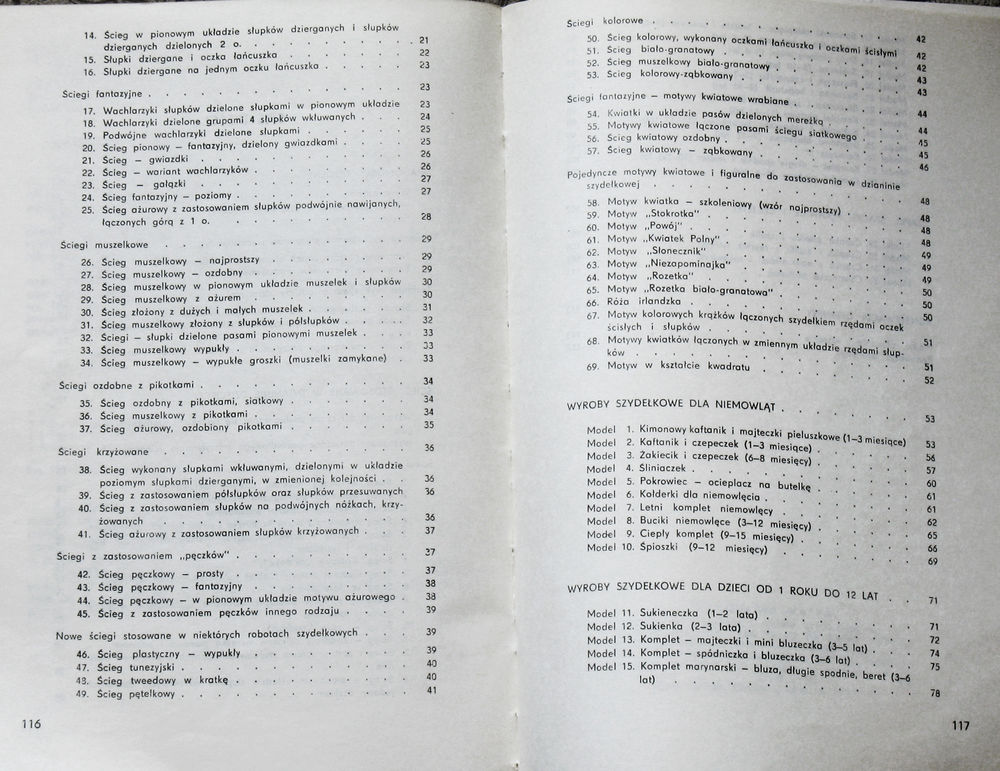 14. Ścieg w pionowym układzie słupków dzierganych i słupków
dzierganych dzielonych 2 o. . . . . . . . . . 21
15. Słupki dziergane i oczka łańcuszka . . . . . . . 22
16. Słupki dziergane na jednym oczku łańcuszka . . . . . 23
Ściegi fantazyjne . . . . . . . . . . . . . 23
17. Wachlarzyki słupków dzielone słupkami w pionowym układzie 23
18. Wachlarzyki dzielone grupami 4 słupków wkłuwanych . . . 24
19. Podwójne wachlarzyki dzielone słupkami . . . . . . 25
20. Ścieg pionowy – fantazyjny, dzielony gwiazdkami . . . . 25
21. Ścieg – gwiazdki . . . . . . . . . . . 26
22. Ścieg – wariant wachlarzyków . . . . . . . . 26
23. Ścieg – gałązki . . . . . . . . . . . 27
24. Ścieg fantazyjny – poziomy . . . . . . . . . 27
25. Ścieg ażurowy z zastosowaniem słupków podwójnie nawijanych,
łączonych górą z 1 o. . . . . . . . . . . 28
Ściegi muszelkowe . . . . . . . . . . . . . 29
26. Ścieg muszelkowy – najprostszy . . . . . . . 29
27. Ścieg muszelkowy – ozdobny . . . . . . . . 29
28. Ścieg muszelkowy w pionowym układzie muszelek i słupków 30
29. Ścieg muszelkowy z ażurem . . . . . . . . . 30
30. Ścieg złożony z dużych i małych muszelek . . . . . . 31
31. Ścieg muszelkowy złożony z słupków i półsłupków . . . . 32
32. Ściegi – słupki dzielone pasami pionowymi muszelek . . . 33
33. Ścieg muszelkowy wypukły . . . . . . . . . 33
34. Ścieg muszelkowy – wypukłe groszki (muszelki zamykane) . 33
Ściegi ozdobne z pikotkami . . . . . . . . . . . 34
35. Ścieg ozdobny z pikotkami, siatkowy . . . . . . . 34
36. Ścieg muszelkowy z pikotkami . . . . . . . . 34
37. Ścieg ażurowy, ozdobiony pikotkami . . . . . . . 35
Ściegi krzyżowane . . . . . . . . . . . . . 36
38. Ścieg wykonany słupkami wkłuwanymi, dzielonymi w układzie
poziomym słupkami dzierganymi, w zmienionej kolejności . . 36
39. Ścieg z zastosowaniem półsłupków oraz słupków przesuwanych 36
40. Ścieg z zastosowaniem słupków na podwójnych nóżkach, krzy-
żowanych . . . . . . . . . . . . . 36
41. Ścieg ażurowy z zastosowaniem słupków krzyżowanych . . . 37
Ściegi z zastosowaniem „pęczków" . . . . . . . . . 37
42. Ścieg pęczkowy – prosty . . . . . . . . . 37
43. Ścieg pęczkowy – fantazyjny . . . . . . . . 38
44. Ścieg pęczkowy – w pionowym układzie motywu ażurowego . 38
45. Ścieg z zastosowaniem pęczków innego rodzaju . . . . 39
Nowe ściegi stosowane w niektórych robotach szydełkowych . . . 39
46. Ścieg plastyczny – wypukły . . . . . . . . . 39
47. Ścieg tunezyjski . . . . . . . . . . . . 40
48. Ścieg tweedowy w kratkę . . . . . . . . . . 40
49. Ścieg pętelkowy . . . . . . . . . . . . 41
116
Ściegi kolorowe . . . . . . . . . . . . . 42
50. Ścieg kolorowy, wykonany oczkami łańcuszka i oczkami ścisłymi 42
51. Ścieg biało-granatowy . . . . . . . . . . 42
52. Ścieg muszelkowy biało-granatowy . . . . . . . 43
53. Ścieg kolorowy-ząbkowany . . . . . . . . . 43
Ściegi fantazyjne – motywy kwiatowe wrabiane . . . . . . 44
54. Kwiatki w układzie pasów dzielonych mereżką . . . . . 44
55. Motywy kwiatowe łączone pasami ściegu siatkowego . . . 45
56. Ścieg kwiatowy ozdobny . . . . . . . . . . 45
57. Ścieg kwiatowy – ząbkowany . . . . . . . . . 46
Pojedyncze motywy kwiatowe i figuralne do zastosowania w dzianinie
szydełkowej . . . . . . . . . . . . . . 48
58. Motyw kwiatka – szkoleniowy (wzór najprostszy) . . . . 48
59. Motyw „Stokrotka" . . . . . . . . . . . 48
60. Motyw „Powój" . . . . . . . . . . . . 48
61. Motyw „Kwiatek Polny" . . . . . . . . . . 49
62. Motyw „Słonecznik" . . . . . . . . . . . 49
63. Motyw „Niezapominajka" . . . . . . . . . . 49
64. Motyw „Rozetka" . . . . . . . . . . . . 50
65. Motyw „Rozetka biało-granatowa" . . . . . . . . 50
66. Róża irlandzka . . . . . . . . . . . . 50
67. Motyw kolorowych krążków łączonych szydełkiem rzędami oczek
ścisłych i słupków . . . . . . . . . . . 51
68. Motywy kwiatków łączonych w zmiennym układzie rzędami słup-
ków . . . . . . . . . . . . . . . 51
69. Motyw w kształcie kwadratu . . . . . . . . . 52
WYROBY SZYDEŁKOWE DLA NIEMOWLĄT . . . . . . . . 53
Model 1. Kimonowy kaftanik i majteczki pieluszkowe (1–3 miesiące) 53
Model 2. Kaftanik i czepeczek (1–3 miesiące) . . . . . . 56
Model 3. Żakiecik i czepeczek (6–8 miesięcy) . . . . . . 57
Model 4. Śliniaczek . . . . . . . . . . . . 60
Model 5. Pokrowiec – ocieplacz na butelkę . . . . . . 61
Model 6. Kołderki dla niemowlęcia . . . . . . . . 61
Model 7. Letni komplet niemowlęcy . . . . . . . . 62
Model 8. Buciki niemowlęce (3–12 miesięcy) . . . . . . 65
Model 9. Ciepły komplet (9–15 miesięcy) . . . . . . . 66
Model 10. Śpioszki (9–12 miesięcy) . . . . . . . . 69
WYROBY SZYDEŁKOWE DLA DZIECI OD 1 ROKU DO 12 LAT . . 71
Model 11. Sukieneczka (1–2 lata) . . . . . . . . . 71
Model 12. Sukienka (2–3 lata) . . . . . . . . . . 72
Model 13. Komplet – majteczki i mini bluzeczka (3–5 lat) . . . 74
Model 14. Komplet – spódniczka i bluzeczka (3–6 lat) . . . . 75
Model 15. Komplet marynarski – bluza, długie spodnie, beret (3–6
lat) . . . . . . . . . . . . . . 78
117